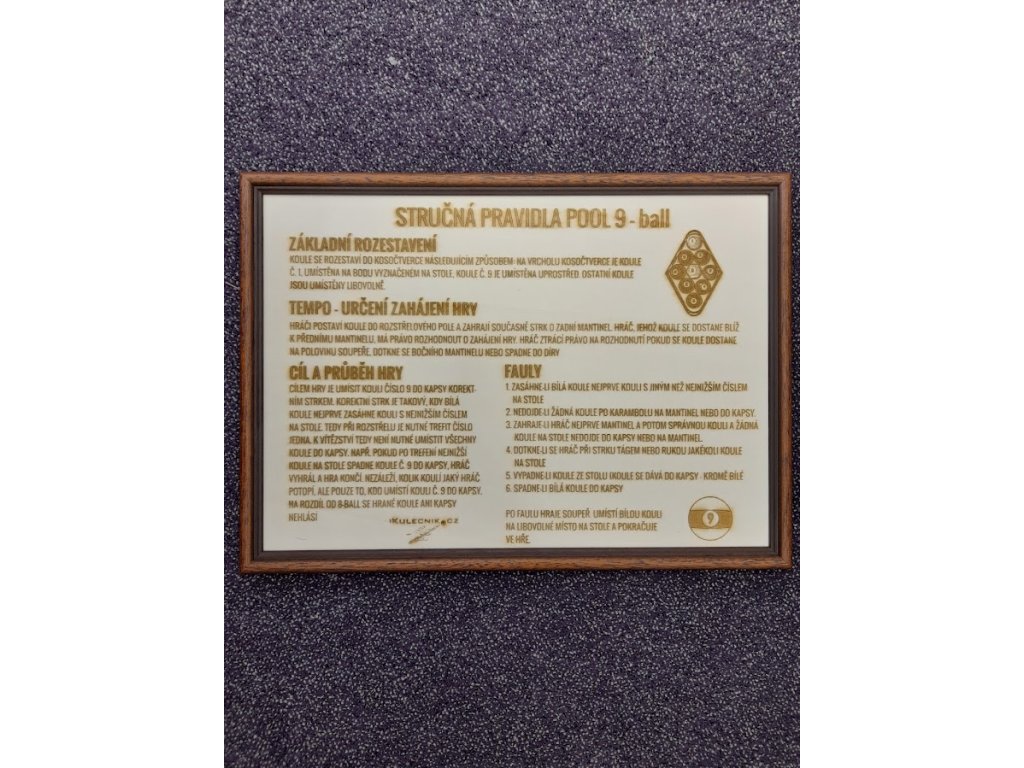 STRUČNÁ PRAVIDLA POOL 9 - ball
ZÁKLADNÍ ROZESTAVENÍ
KOULE SE ROZESTAVÍ DO KOSOČTVERCE NÁSLEDUJÍCÍM ZPŮSOBEM: NA VRCHOLU KOSOČTVERCE JE KOULE
Č. 1, UMÍSTĚNA NA BODU VYZNAČENÉM NA STOLE, KOULE Č. 9 JE UMÍSTĚNA UPROSTŘED. OSTATNÍ KOULE
JSOU UMÍSTĚNY LIBOVOLNĚ.
TEMPO - URČENÍ ZAHÁJENÍ HRY
HRÁČI POSTAVÍ KOULE DO ROZSTŘELOVÉHO POLE A ZAHRAJÍ SOUČASNĚ STRK O ZADNÍ MANTINEL. HRÁČ, JEHOŽ KOULE SE DOSTANE BLÍŽ
K PŘEDNÍMU MANTINELU, MÁ PRÁVO ROZHODNOUT O ZAHÁJENÍ HRY. HRÁČ ZTRÁCÍ PRÁVO NA ROZHODNUTÍ POKUD SE KOULE DOSTANE
NA POLOVINU SOUPEŘE, DOTKNE SE BOČNÍHO MANTINELU NEBO SPADNE DO DÍRY
CÍL A PRŮBĚH HRY
CÍLEM HRY JE UMÍSIT KOULI ČÍSLO 9 DO KAPSY KOREKT-
NÍM STRKEM. KOREKTNÍ STRK JE TAKOVÝ, KDY BÍLÁ
KOULE NEJPRVE ZASÁHNE KOULI S NEJNIŽŠÍM ČÍSLEM
NA STOLE. TEDY PŘI ROZSTŘELU JE NUTNÉ TREFIT ČÍSLO
JEDNA. K VÍTĚZSTVÍ TEDY NENÍ NUTNÉ UMÍSTIT VŠECHNY
KOULE DO KAPSY. NAPŘ. POKUD PO TREFENÍ NEJNIŽŠÍ
KOULE NA STOLE SPADNE KOULE Č. 9 DO KAPSY, HRÁČ
VYHRÁL A HRA KONČÍ. NEZÁLEŽÍ, KOLIK KOULÍ JAKÝ HRÁČ
POTOPÍ, ALE POUZE TO, KDO UMÍSTÍ KOULI Č. 9 DO KAPSY.
NA ROZDÍL OD 8-BALL SE HRANÉ KOULE ANI KAPSY
NEHLÁSÍ
IKULECNIK.CZ
FAULY
1. ZASÁHNE-LI BÍLÁ KOULE NEJPRVE KOULI S JINÝM NEŽ NEJNIŽŠÍM ČÍSLEM
NA STOLE
2. NEDOJDE-LI ŽÁDNÁ KOULE PO KARAMBOLU NA MANTINEL NEBO DO KAPSY.
3. ZAHRAJE-LI HRÁČ NEJPRVE MANTINEL A POTOM SPRÁVNOU KOULI A ŽÁDNÁ
KOULE NA STOLE NEDOJDE DO KAPSY NEBO NA MANTINEL.
4. DOTKNE-LI SE HRÁČ PŘI STRKU TÁGEM NEBO RUKOU JAKÉKOLI KOULE
NA STOLE
5. VYPADNE-LI KOULE ZE STOLU (KOULE SE DÁVÁ DO KAPSY - KROMĚ BÍLÉ
6. SPADNE-LI BÍLÁ KOULE DO KAPSY
PO FAULU HRAJE SOUPEŘ. UMÍSTÍ BÍLOU KOULI
NA LIBOVOLNÉ MÍSTO NA STOLE A POKRAČUJE
VE HŘE.
9